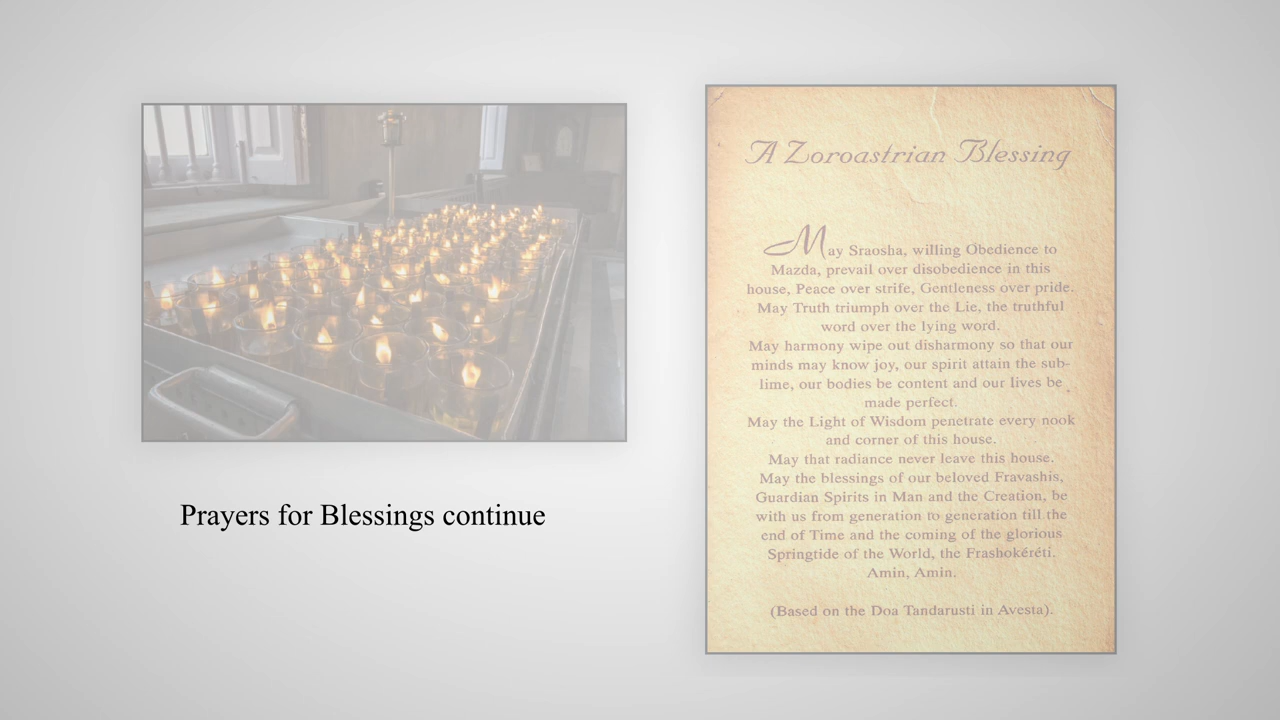 Prayers for Blessings continue
A Zoroastrian Blessing
May Sraosha, willing Obedience to
Mazda, prevail over disobedience in this
house, Peace over strife, Gentleness over pride.
May Truth triumph over the Lie, the truthful
word over the lying word.
May harmony wipe out disharmony so that our
minds may know joy, our spirit attain the sub-
lime, our bodies be content and our lives be
made perfect.
May the Light of Wisdom penetrate every nook
and corner of this house.
May that radiance never leave this house.
May the blessings of our beloved Fravashis,
Guardian Spirits in Man and the Creation, be
with us from generation to generation till the
end of Time and the coming of the glorious
Springtide of the World, the Frashokéréti.
Amin, Amin.
(Based on the Doa Tandarusti in Avesta).